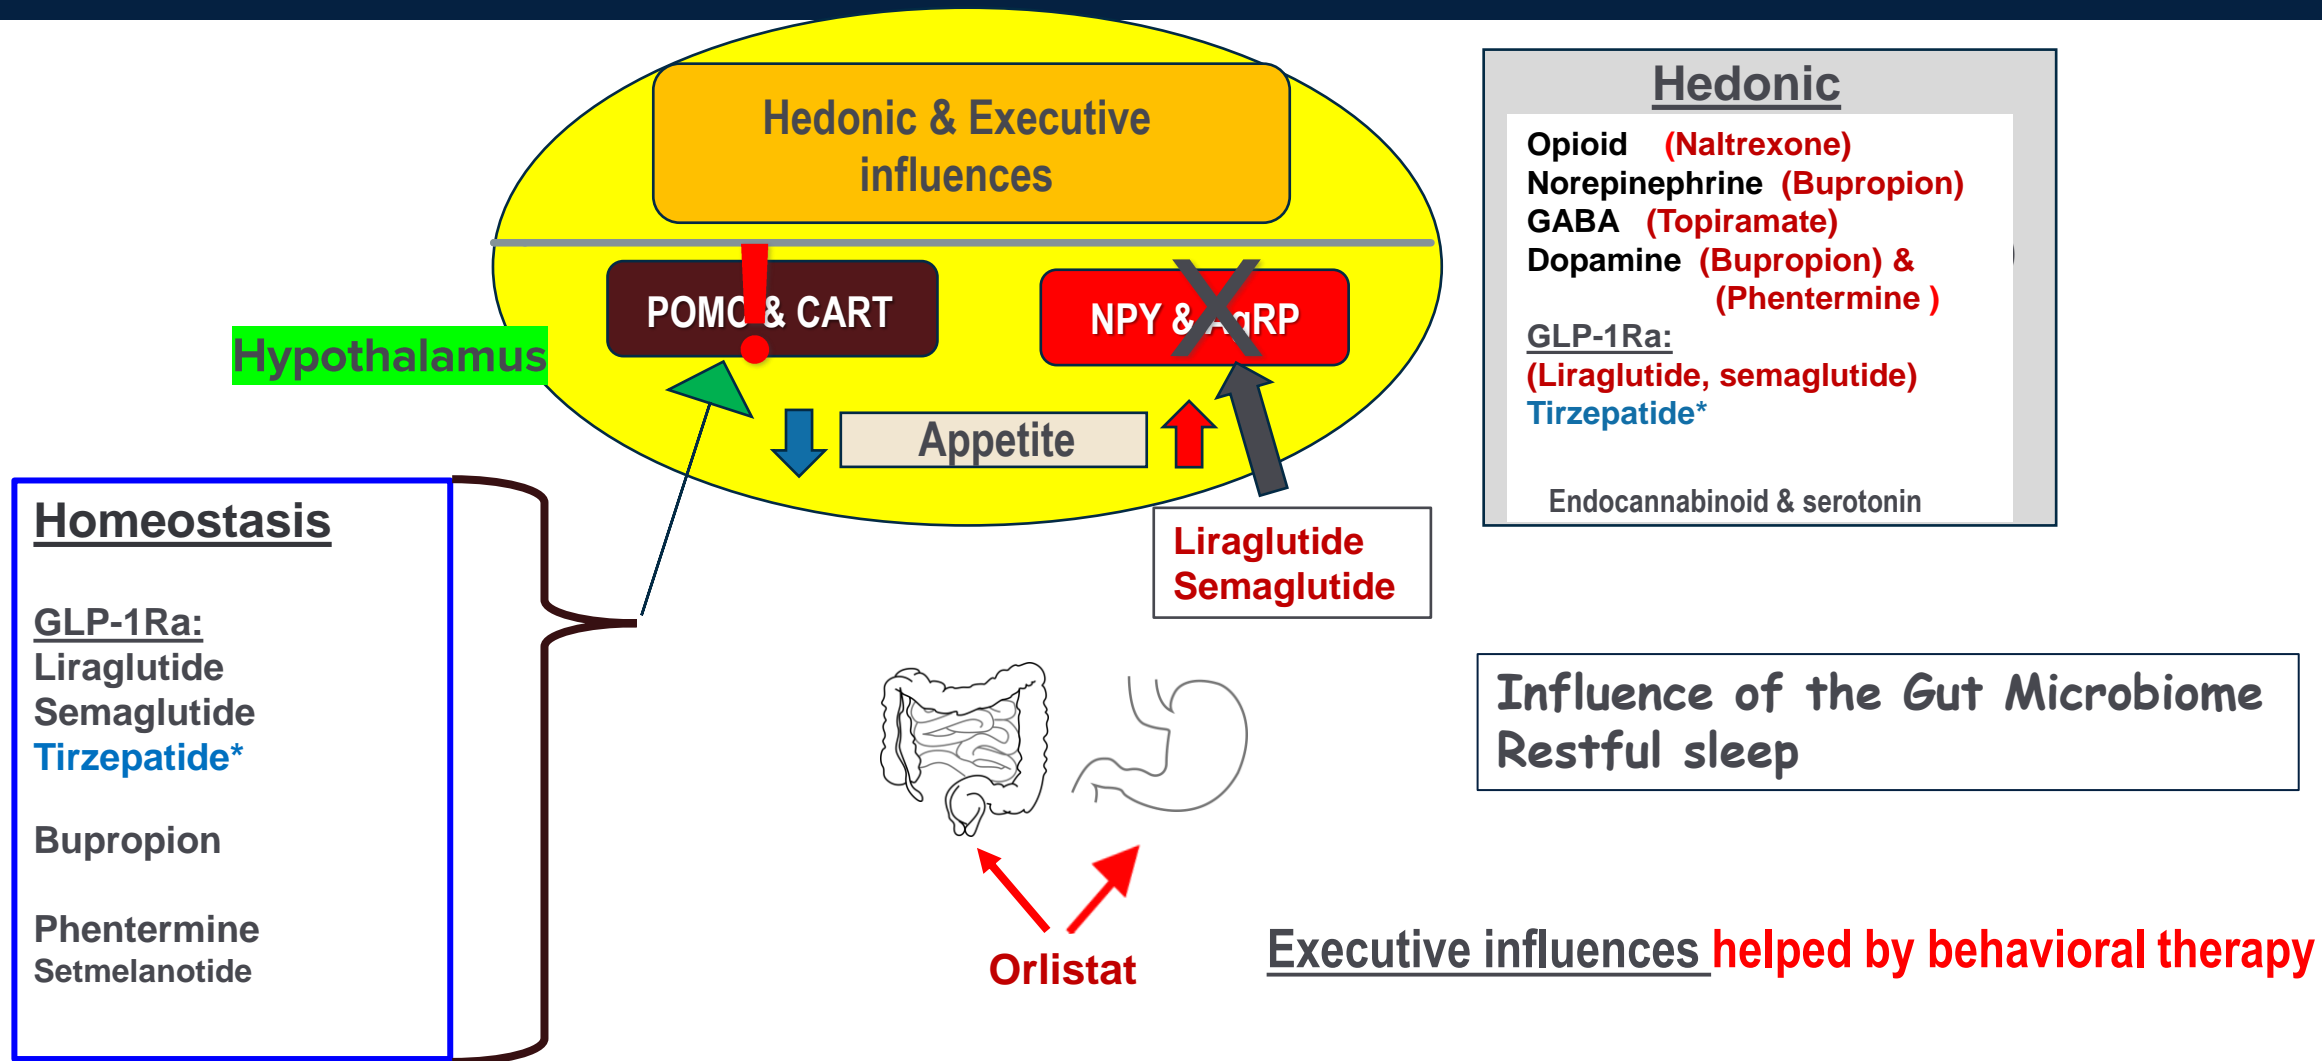 Hedonic & Executive
influences
POMC & CART
NPY & AgRP
Hypothalamus
Appetite
Liraglutide
Semaglutide
Homeostasis
GLP-1Ra:
Liraglutide
Semaglutide
Tirzepatide*
Bupropion
Phentermine
Setmelanotide
Orlistat
Hedonic
Opioid (Naltrexone)
Norepinephrine (Bupropion)
GABA (Topiramate)
Dopamine (Bupropion) &
(Phentermine )
GLP-1Ra:
(Liraglutide, semaglutide)
Tirzepatide*
Endocannabinoid & serotonin
Influence of the Gut Microbiome
Restful sleep
Executive influences helped by behavioral therapy